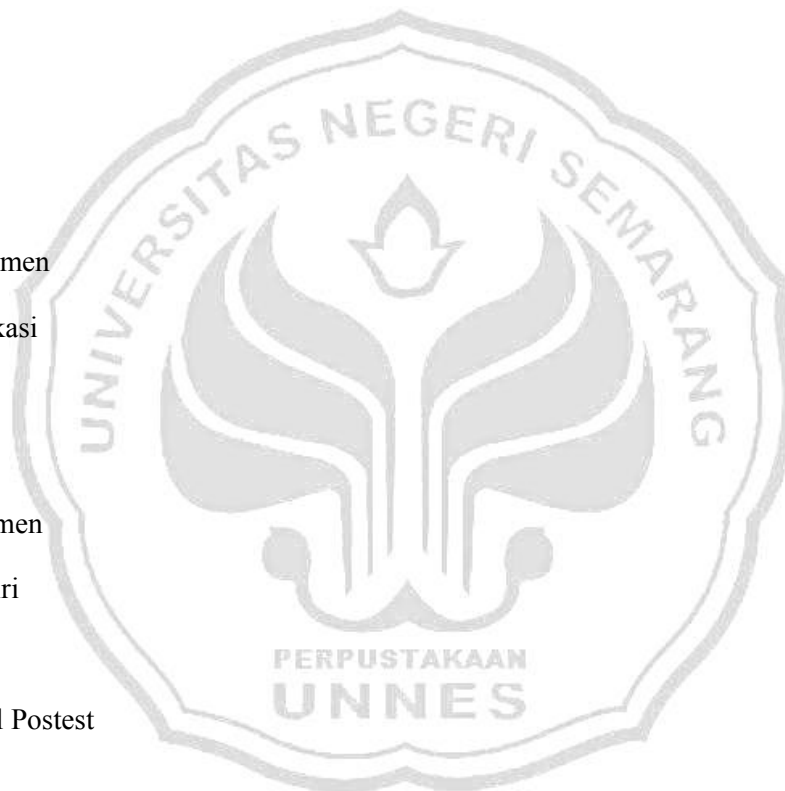 UNIVERSITAS NEGERI SEMARANG
men
kasi
men
ri
PERPUSTAKAAN
UNNES
l Postest